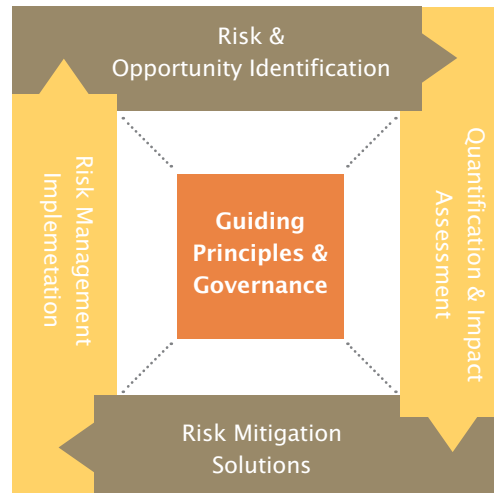 Risk &
Opportunity Identification
Quantification & Impact
Assessment
Guiding
Principles &
Governance
Risk Management
Implemetation
Risk Mitigation
Solutions